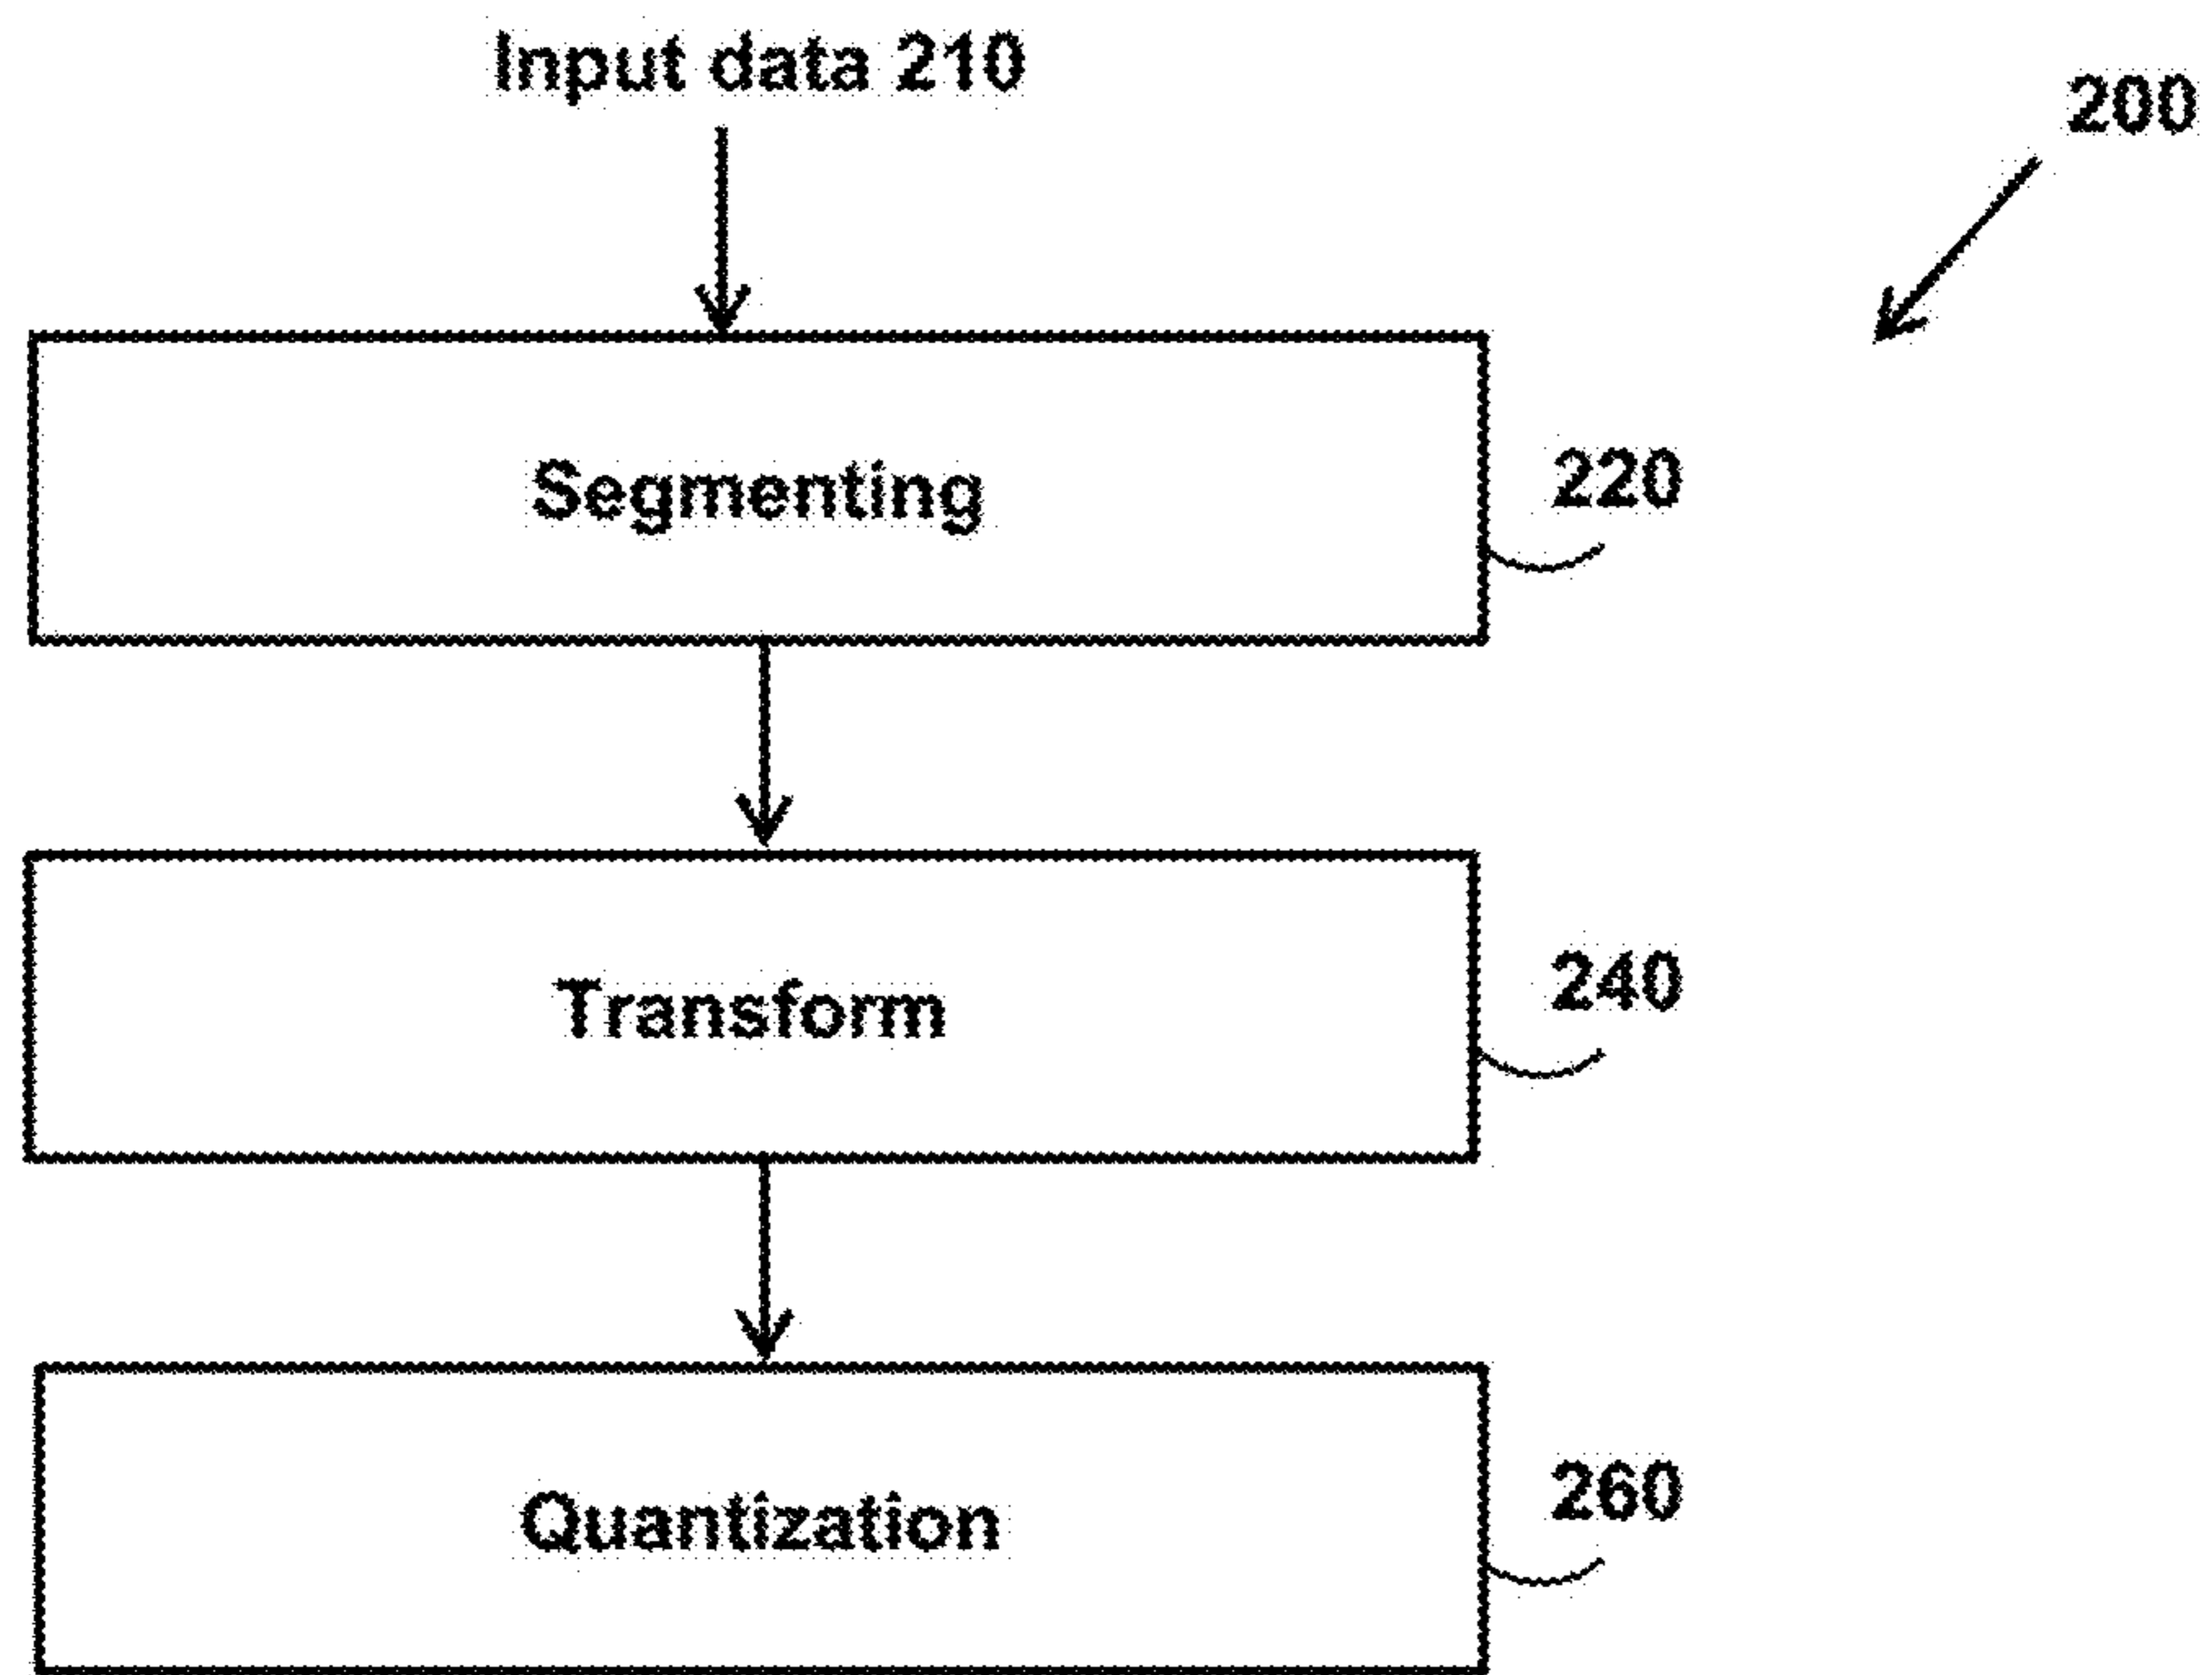 Input data 210
200
Segmenting
220
Transform
240
Quantization
260